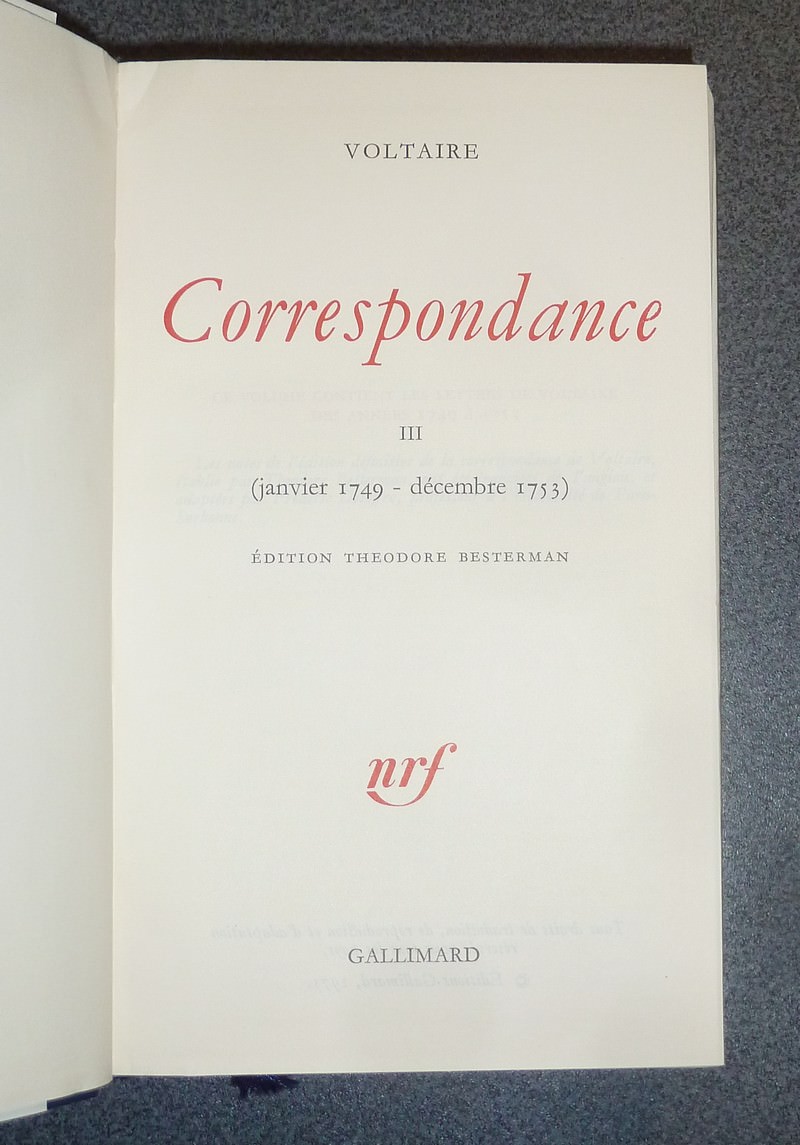 VOLTAIRE
Correspondance
III
(janvier 1749 - décembre 1753)
ÉDITION THEODORE BESTERMAN
nrf
GALLIMARD